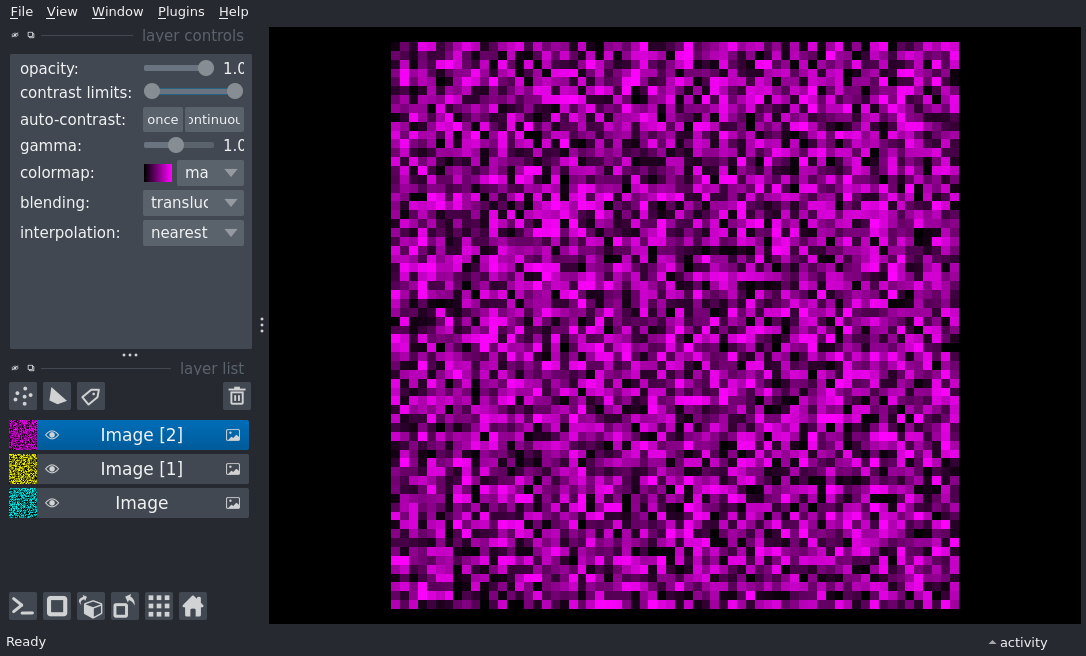 File View Window Plugins Help
layer controls
opacity: 1.0
contrast limits:
auto-contrast: once ontinuou
gamma: 1.0
colormap: ma
blending: transluc
interpolation: nearest
layer list
Image [2]
Image [1]
Image
Ready
activity